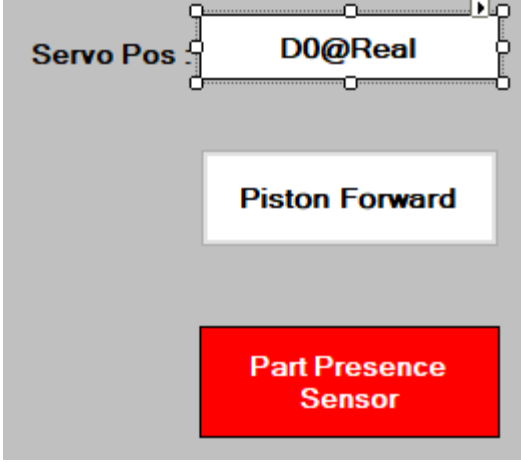 Servo Pos : D0@Real
Piston Forward
Part Presence
Sensor